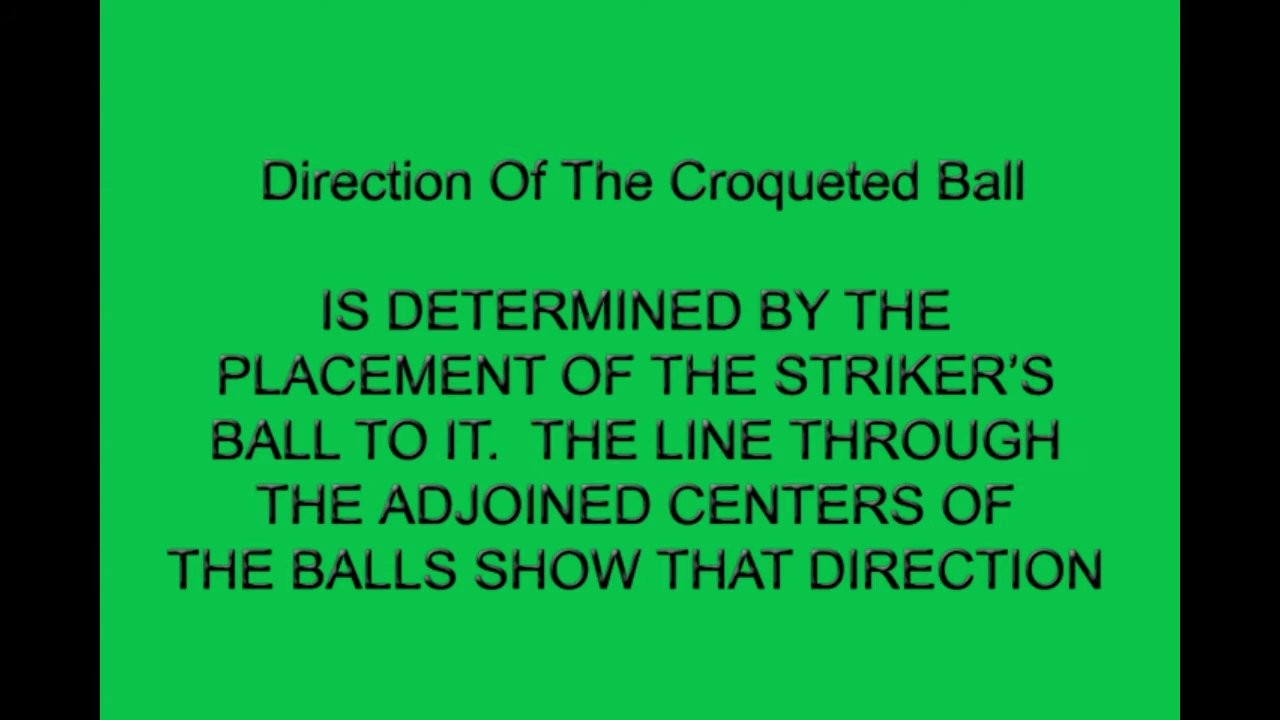 Direction Of The Croqueted Ball
IS DETERMINED BY THE
PLACEMENT OF THE STRIKER’S
BALL TO IT.  THE LINE THROUGH
THE ADJOINED CENTERS OF
THE BALLS SHOW THAT DIRECTION